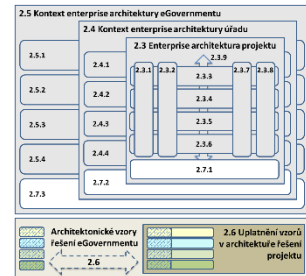 2.5 Kontext enterprise architektury eGovernmentu
2.4 Kontext enterprise architektury úřadu
2.3 Enterprise architektura projektu
2.3.9
2.3.1
2.3.2
2.3.3
2.3.7
2.3.8
2.3.4
2.3.5
2.3.6
2.7.1
2.4.1
2.4.2
2.4.3
2.4.4
2.7.2
2.5.1
2.5.2
2.5.3
2.5.4
2.7.3
Architektonické vzory
řešení eGovernmentu
2.6
2.6 Uplatnění vzorů
v architektuře řešení
projektu